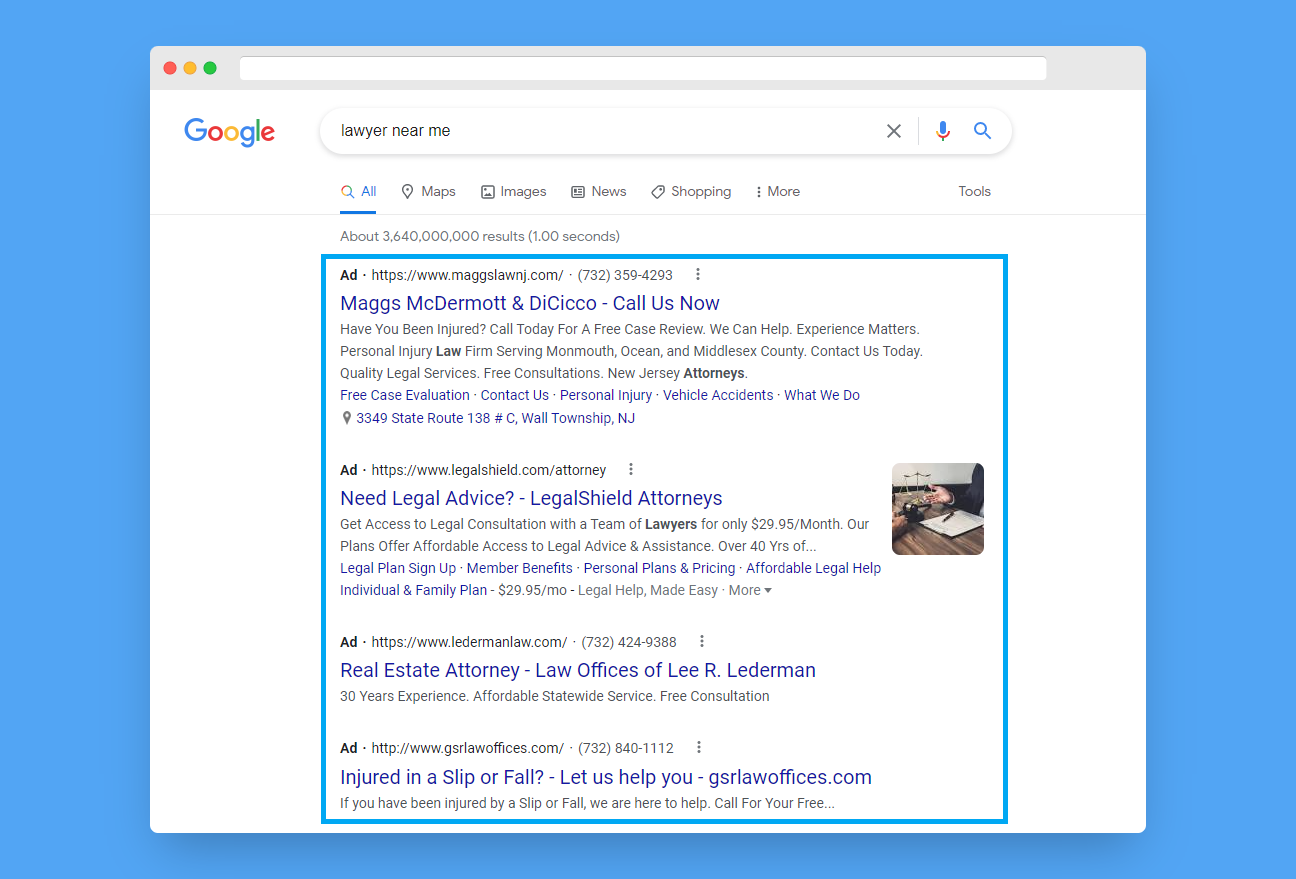 Google
lawyer near me
All Maps Images News Shopping More Tools
About 3,640,000,000 results (1.00 seconds)
Ad · https://www.maggslawnj.com/ · (732) 359-4293
Maggs McDermott & DiCicco - Call Us Now
Have You Been Injured? Call Today For A Free Case Review. We Can Help. Experience Matters.
Personal Injury Law Firm Serving Monmouth, Ocean, and Middlesex County. Contact Us Today.
Quality Legal Services. Free Consultations. New Jersey Attorneys.
Free Case Evaluation · Contact Us · Personal Injury · Vehicle Accidents · What We Do
3349 State Route 138 # C, Wall Township, NJ
Ad · https://www.legalshield.com/attorney
Need Legal Advice? - LegalShield Attorneys
Get Access to Legal Consultation with a Team of Lawyers for only $29.95/Month. Our
Plans Offer Affordable Access to Legal Advice & Assistance. Over 40 Yrs of...
Legal Plan Sign Up · Member Benefits · Personal Plans & Pricing · Affordable Legal Help
Individual & Family Plan - $29.95/mo - Legal Help, Made Easy · More
Ad · https://www.ledermanlaw.com/ · (732) 424-9388
Real Estate Attorney - Law Offices of Lee R. Lederman
30 Years Experience. Affordable Statewide Service. Free Consultation
Ad · http://www.gsrlawoffices.com/ · (732) 840-1112
Injured in a Slip or Fall? - Let us help you - gsrlawoffices.com
If you have been injured by a Slip or Fall, we are here to help. Call For Your Free...